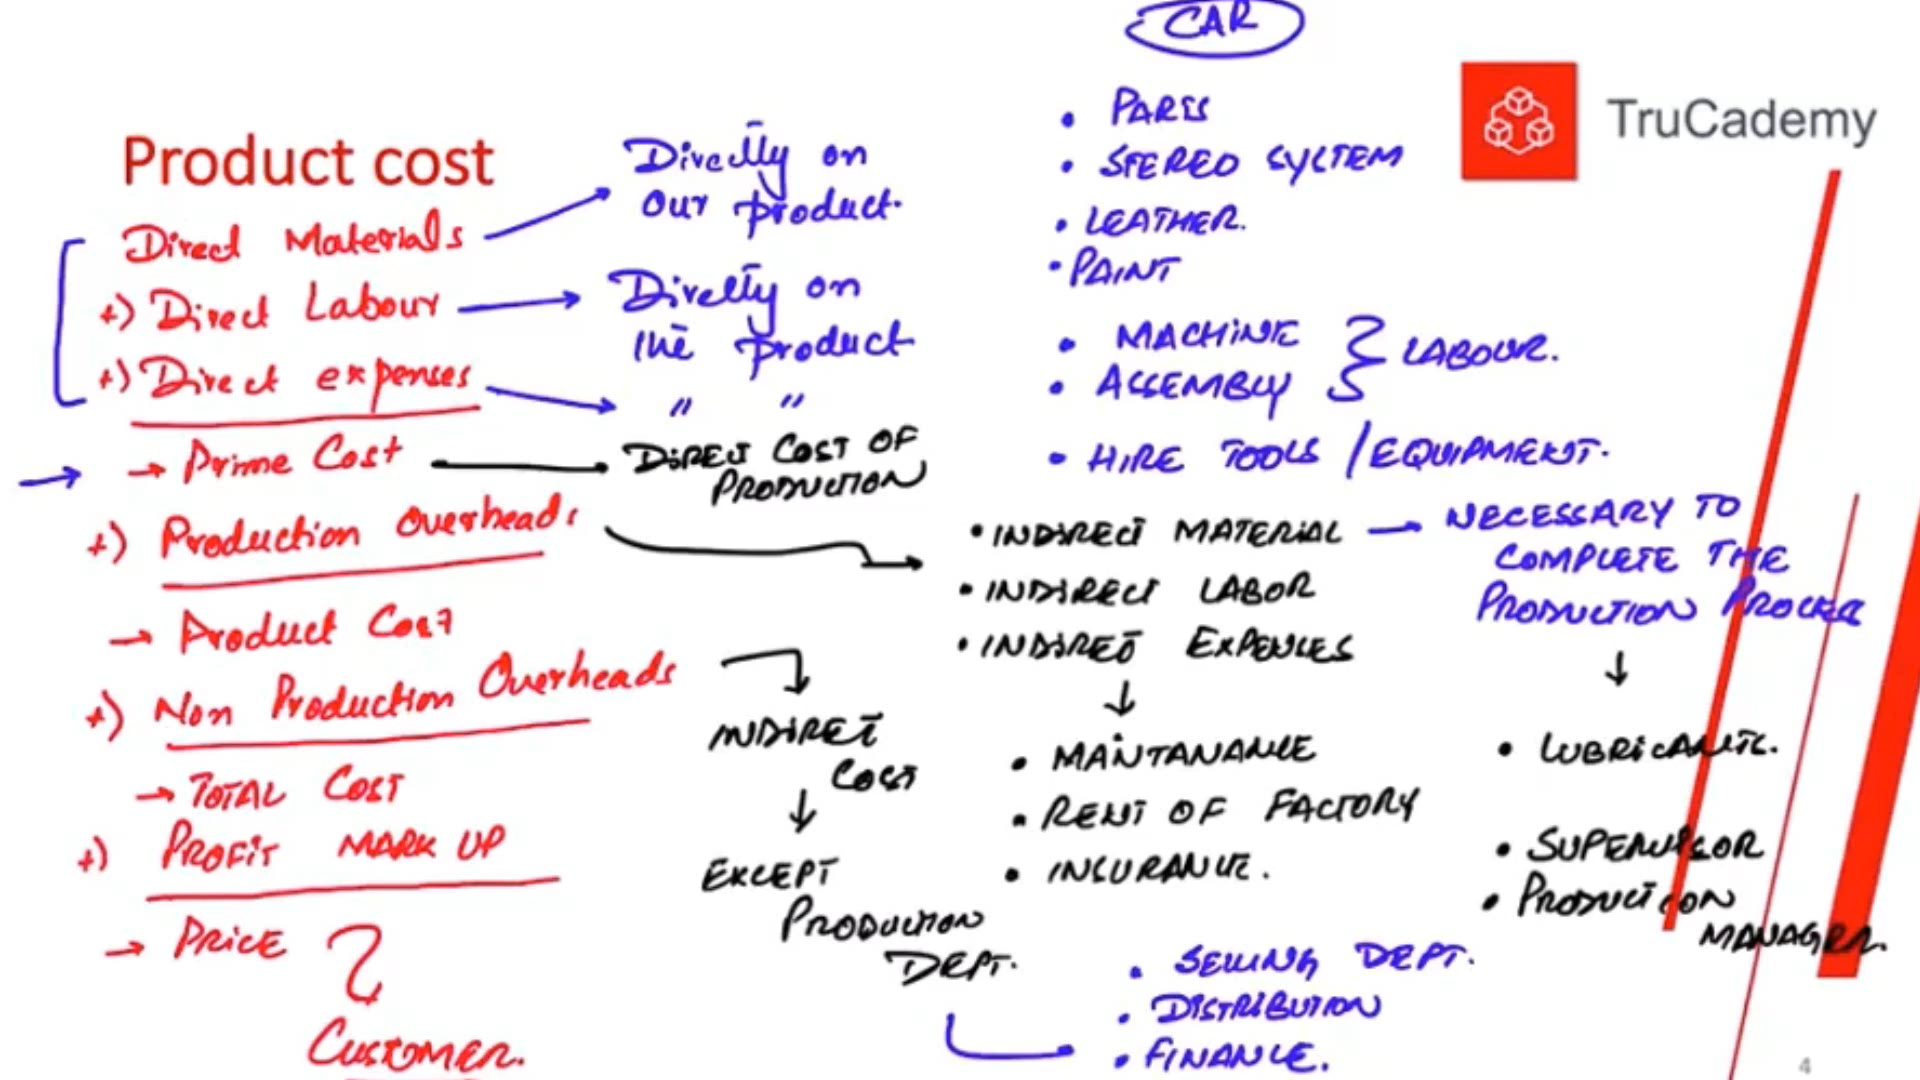 CAR
TruCademy
Product cost
Direct Materials
+) Direct Labour
+) Direct expenses
→ Prime Cost
+) Production Overheads
→ Product Cost
+) Non Production Overheads
→ TOTAL COST
+) PROFIT MARK UP
→ PRICE
CUSTOMER.
Directly on
our product.
Directly on
the product
" "
DIRECT COST OF
PRODUCTION
INDIRECT
COST
↓
EXCEPT
PRODUCTION
DEPT.
• PARTS
• STEREO SYSTEM
• LEATHER.
• PAINT
• MACHINE
• ASSEMBLY } LABOUR.
• HIRE TOOLS / EQUIPMENT.
• INDIRECT MATERIAL → NECESSARY TO
COMPLETE THE
PRODUCTION PROCESS
• INDIRECT LABOR
• INDIRECT EXPENSES
↓
• MAINTANANCE
• RENT OF FACTORY
• INSURANCE.
↓
• LUBRICANTS.
• SUPERVISOR
• PRODUCTION
MANAGER.
• SELLING DEPT.
• DISTRIBUTION
• FINANCE.
4